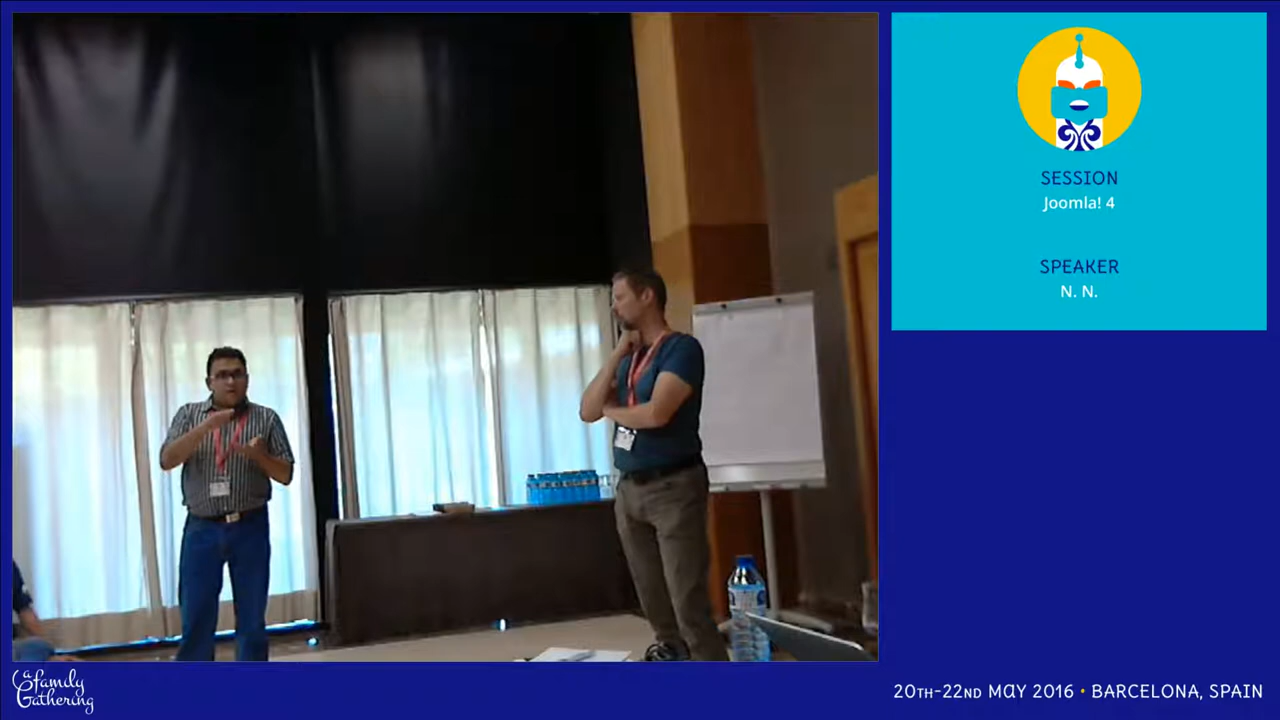 SESSION
Joomla! 4
SPEAKER
N. N.
a family
Gathering
20TH-22ND MAY 2016 • BARCELONA, SPAIN